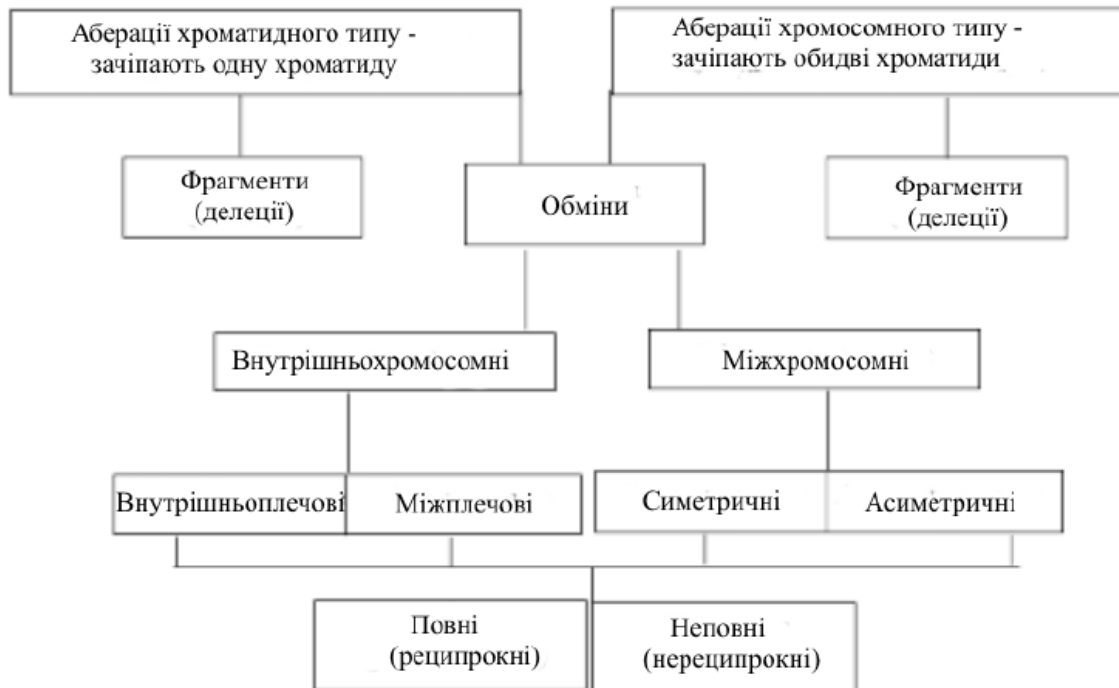 Аберації хроматидного типу -
зачіпають одну хроматиду
Аберації хромосомного типу -
зачіпають обидві хроматиди
Фрагменти
(делеції)
Обміни
Фрагменти
(делеції)
Внутрішньохромосомні
Міжхромосомні
Внутрішньоплечові
Міжплечові
Симетричні
Асиметричні
Повні
(реципрокні)
Неповні
(нереципрокні)